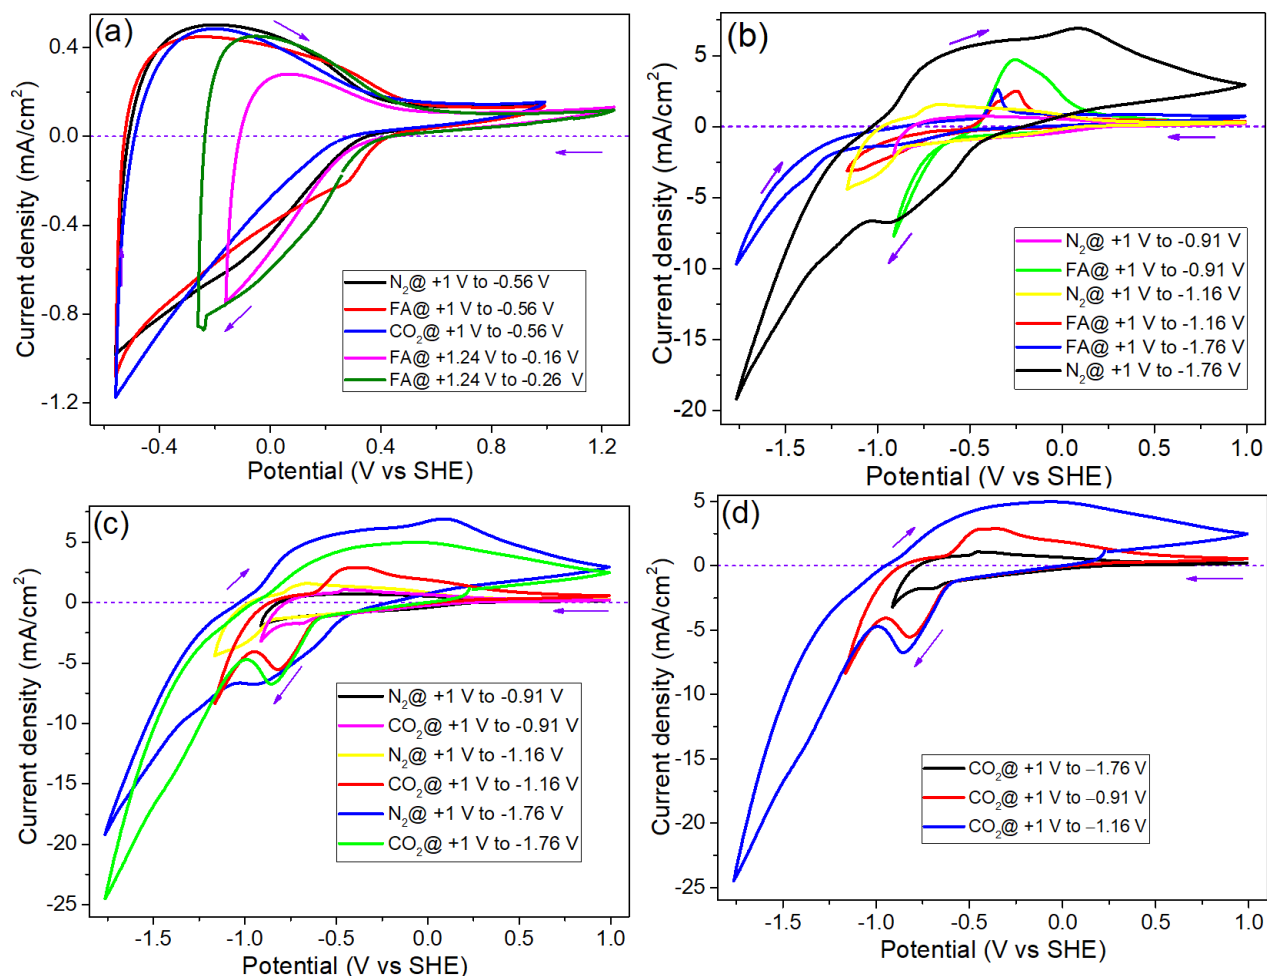 (a)
0.4
0.0
-0.4
-0.8
-1.2
Current density (mA/cm²)
N₂@ +1 V to -0.56 V
FA@ +1 V to -0.56 V
CO₂@ +1 V to -0.56 V
FA@ +1.24 V to -0.16 V
FA@ +1.24 V to -0.26 V
-0.4 0.0 0.4 0.8 1.2
Potential (V vs SHE)
(b)
5
0
-5
-10
-15
-20
Current density (mA/cm²)
N₂@ +1 V to -0.91 V
FA@ +1 V to -0.91 V
N₂@ +1 V to -1.16 V
FA@ +1 V to -1.16 V
FA@ +1 V to -1.76 V
N₂@ +1 V to -1.76 V
-1.5 -1.0 -0.5 0.0 0.5 1.0
Potential (V vs SHE)
(c)
5
0
-5
-10
-15
-20
-25
Current density (mA/cm²)
N₂@ +1 V to -0.91 V
CO₂@ +1 V to -0.91 V
N₂@ +1 V to -1.16 V
CO₂@ +1 V to -1.16 V
N₂@ +1 V to -1.76 V
CO₂@ +1 V to -1.76 V
-1.5 -1.0 -0.5 0.0 0.5 1.0
Potential (V vs SHE)
(d)
5
0
-5
-10
-15
-20
-25
Current density (mA/cm²)
CO₂@ +1 V to −1.76 V
CO₂@ +1 V to −0.91 V
CO₂@ +1 V to −1.16 V
-1.5 -1.0 -0.5 0.0 0.5 1.0
Potential (V vs SHE)